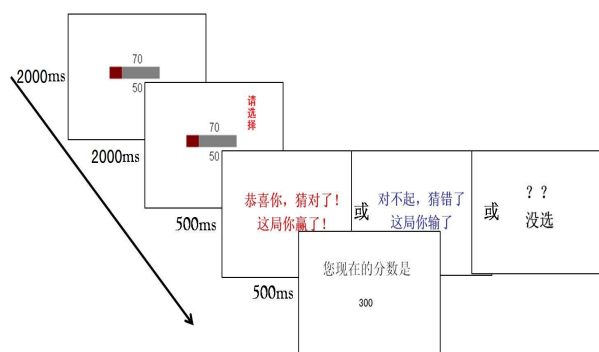 70
50
2000ms
请选择
70
50
2000ms
恭喜你，猜对了！
这局你赢了！
或
对不起，猜错了
这局你输了
或
？？
没选
500ms
您现在的分数是
300
500ms